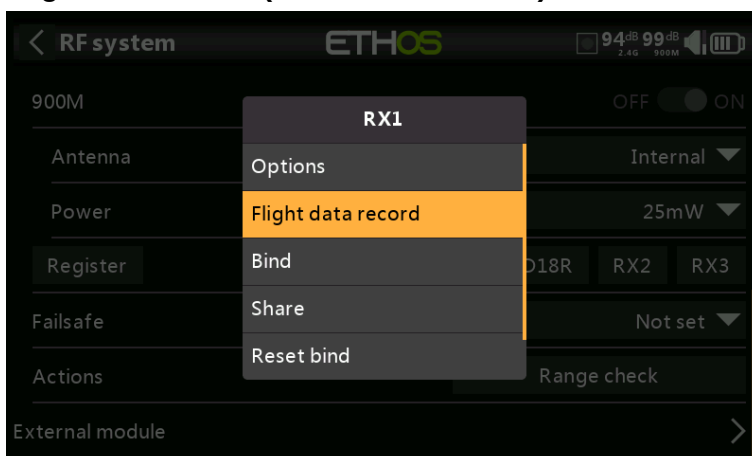 RF system
ETHOS
94dB 99dB
2.4G 900M
900M
OFF ON
RX1
Antenna
Internal
Options
Power
Flight data record
25mW
Register
Bind
D18R RX2 RX3
Failsafe
Share
Not set
Reset bind
Actions
Range check
External module